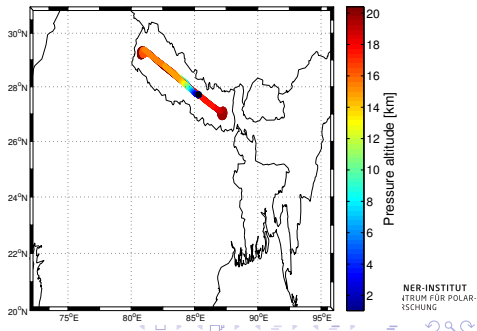 30°N
28°N
26°N
24°N
22°N
20°N
75°E
80°E
85°E
90°E
95°E
20
18
16
14
12
10
8
6
4
2
Pressure altitude [km]
NER-INSTITUT
NTRUM FÜR POLAR-
RSCHUNG